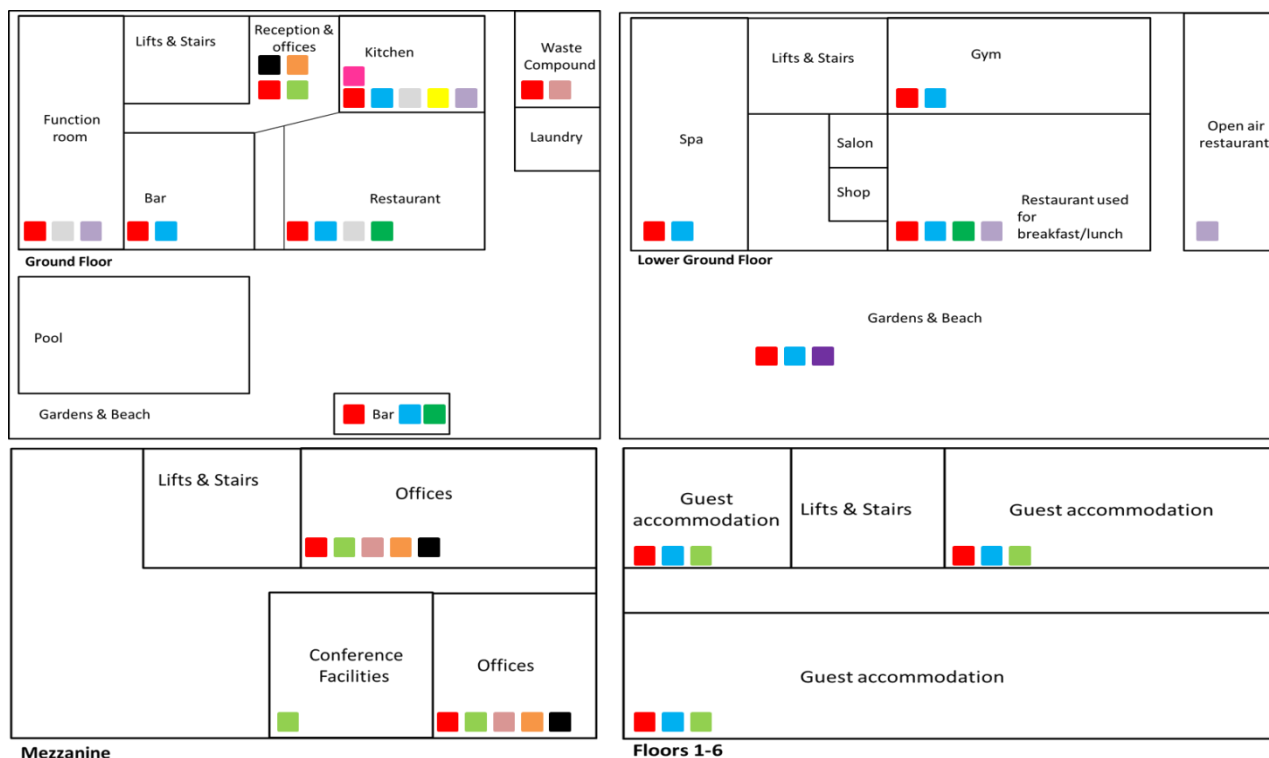 Lifts & Stairs
Reception &
offices
Kitchen
Waste
Compound
Function
room
Laundry
Bar
Restaurant
Ground Floor
Pool
Gardens & Beach
Bar
Lifts & Stairs
Gym
Spa
Salon
Open air
restaurant
Shop
Restaurant used
for
breakfast/lunch
Lower Ground Floor
Gardens & Beach
Lifts & Stairs
Offices
Conference
Facilities
Offices
Mezzanine
Guest
accommodation
Lifts & Stairs
Guest accommodation
Guest accommodation
Floors 1-6